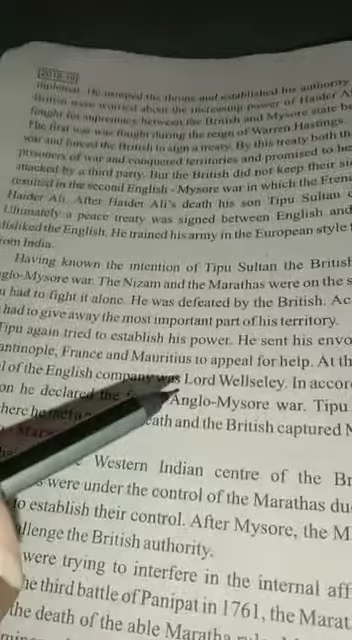 2018-19
diplomat. He usurped the throne and established his authority
British were worried about the increasing power of Haider A
fought for supremacy between the British and Mysore state be
The first war was fought during the reign of Warren Hastings.
war and forced the British to sign a treaty. By this treaty both th
prisoners of war and conquered territories and promised to he
attacked by a third party. But the British did not keep their si
resulted in the second English - Mysore war in which the Fren
Haider Ali. After Haider Ali's death his son Tipu Sultan
Ultimately a peace treaty was signed between English and
disliked the English. He trained his army in the European style
rom India.
Having known the intention of Tipu Sultan the British
glo-Mysore war. The Nizam and the Marathas were on the s
had to fight it alone. He was defeated by the British. Ac
had to give away the most important part of his territory.
Tipu again tried to establish his power. He sent his envo
antinople, France and Mauritius to appeal for help. At th
l of the English company was Lord Wellseley. In accor
on he declared the Anglo-Mysore war. Tipu
here he met a eath and the British captured M
Mar
Western Indian centre of the Br
s were under the control of the Marathas du
to establish their control. After Mysore, the M
allenge the British authority.
were trying to interfere in the internal aff
he third battle of Panipat in 1761, the Marat
the death of the able Maratha